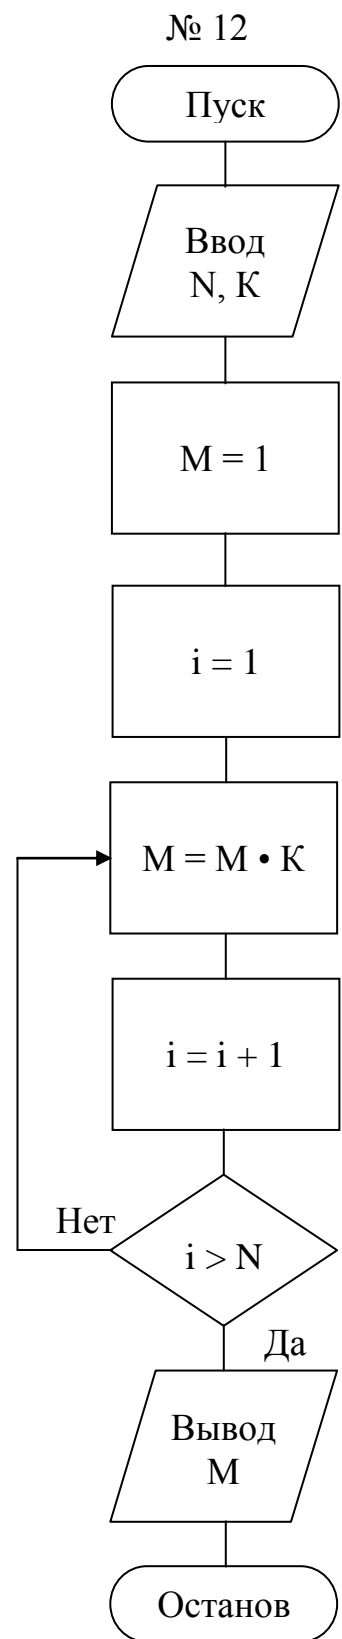 № 12
Пуск
Ввод
N, K
M = 1
i = 1
M = M • K
i = i + 1
Нет
i > N
Да
Вывод
M
Останов